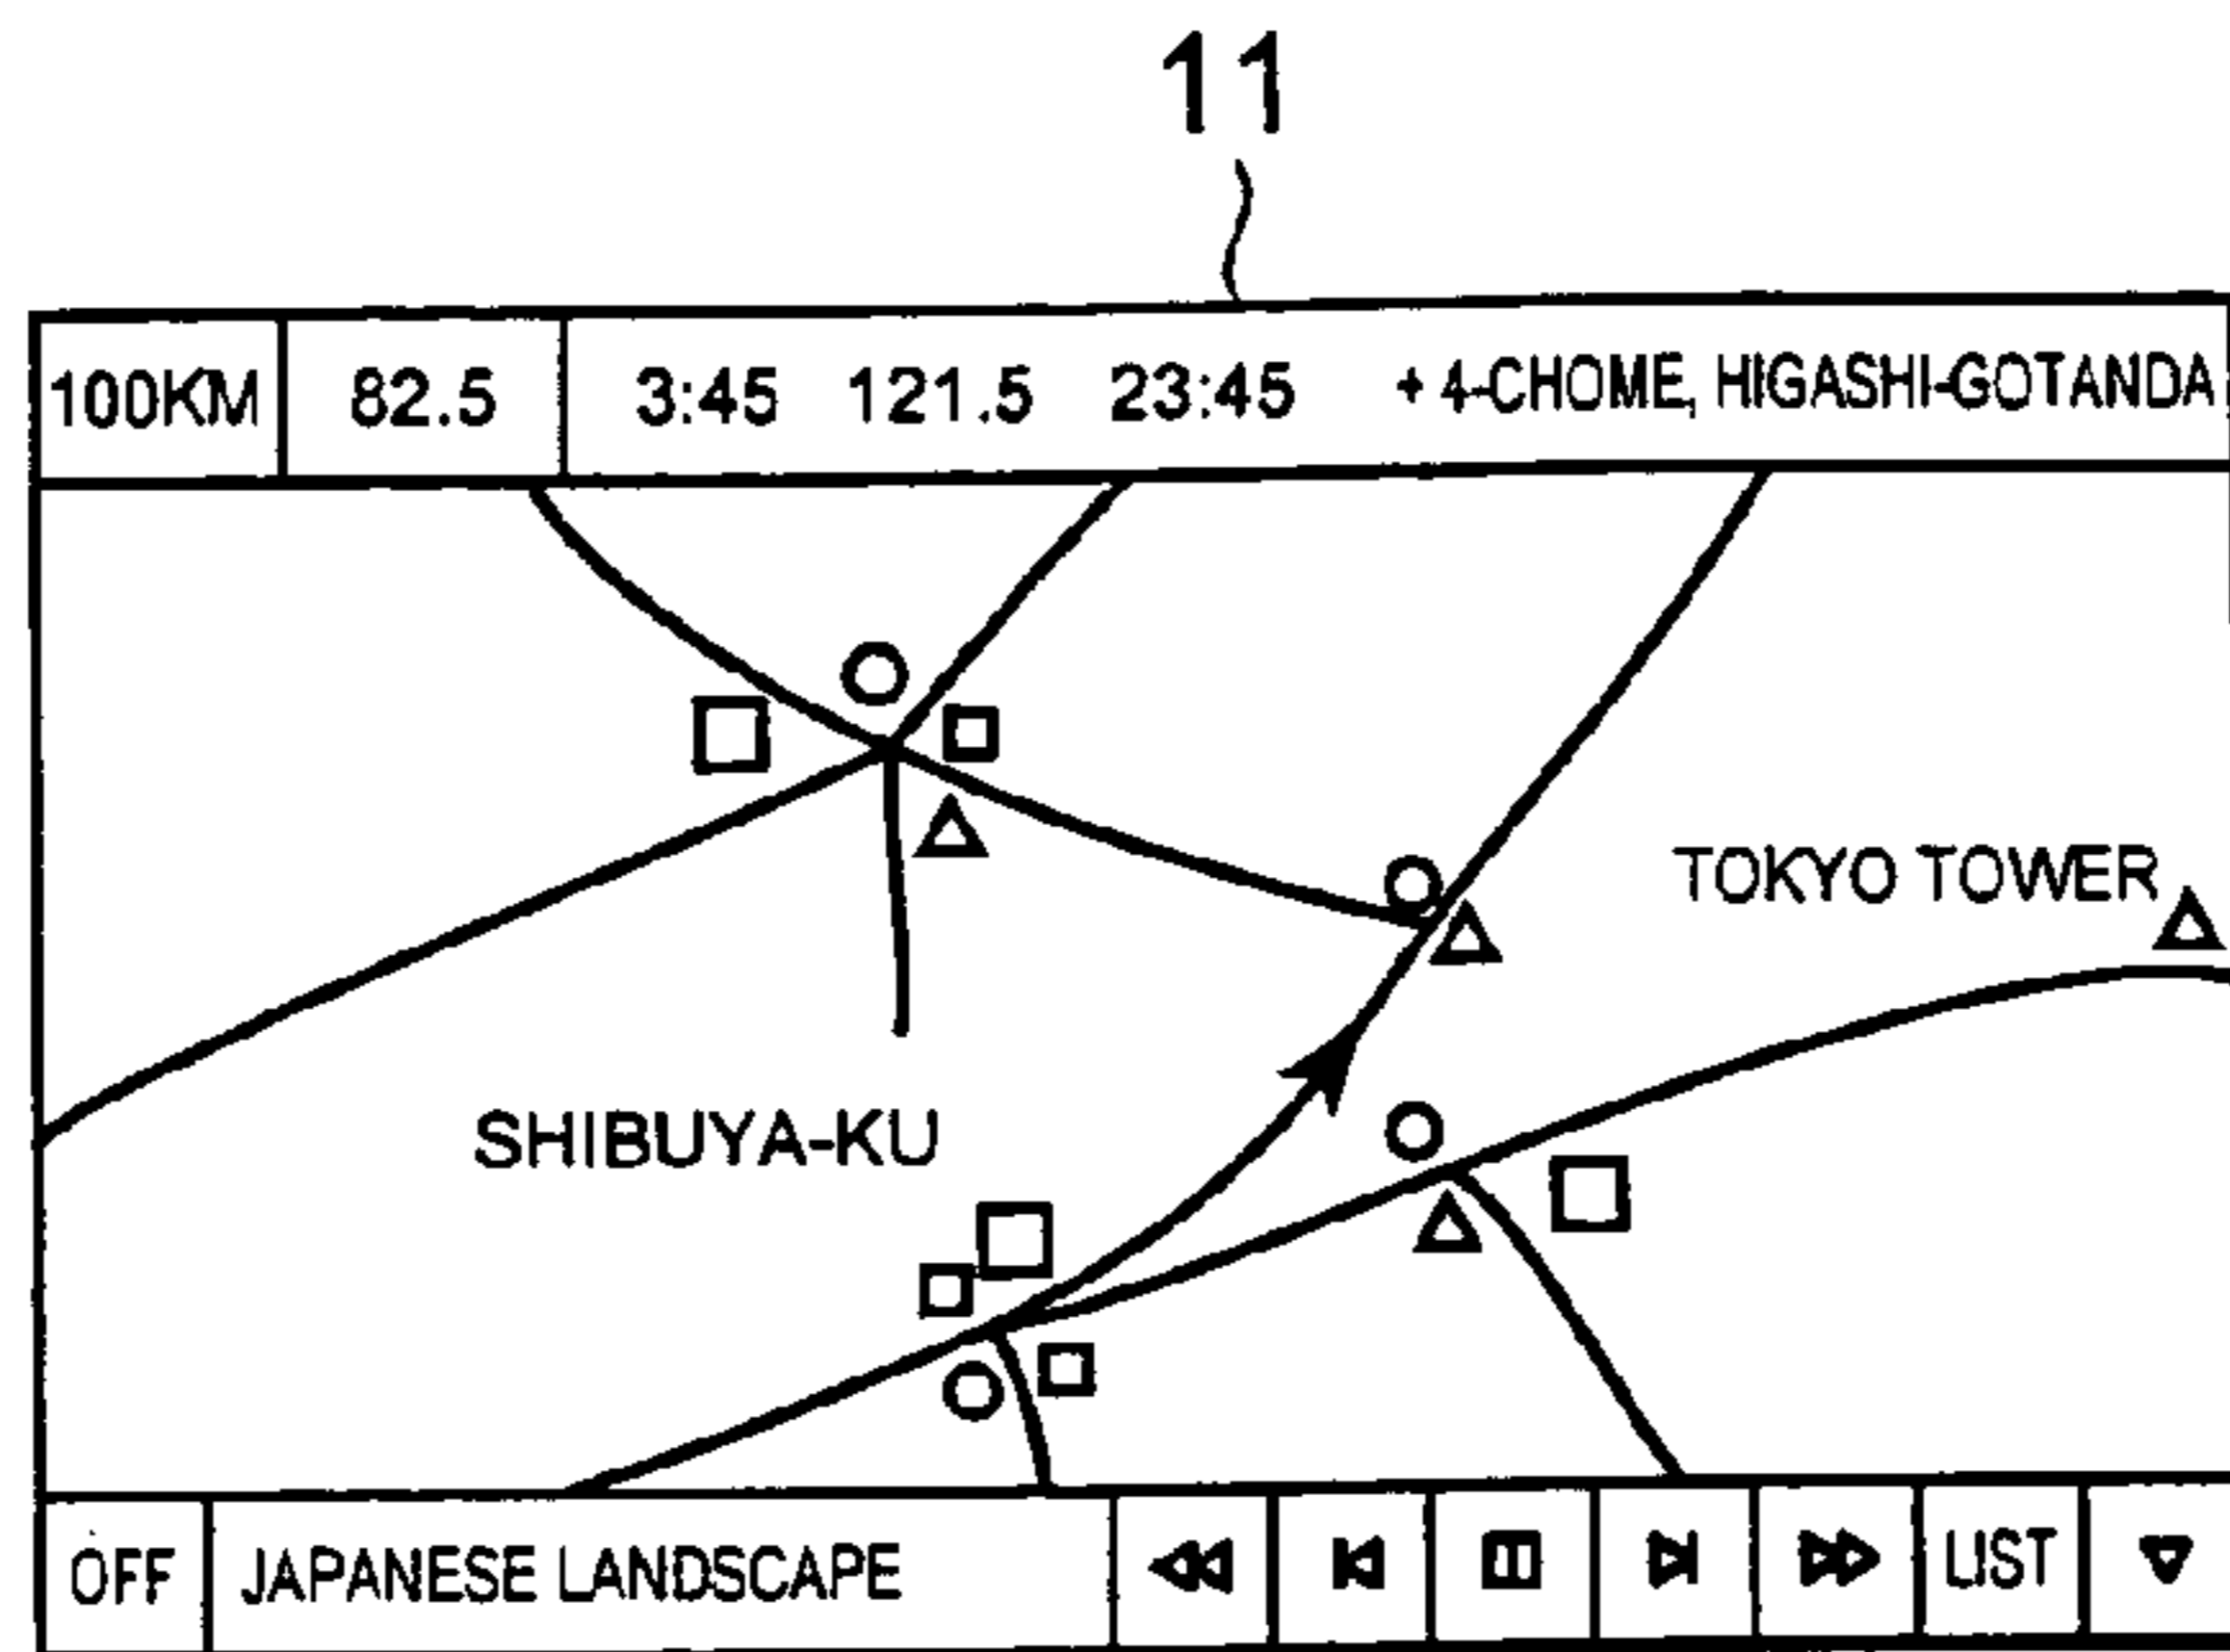 11
100KM 82.5 3:45 121.5 23:45 + 4-CHOME, HIGASHI-GOTANDA
TOKYO TOWER
SHIBUYA-KU
OFF JAPANESE LANDSCAPE LIST